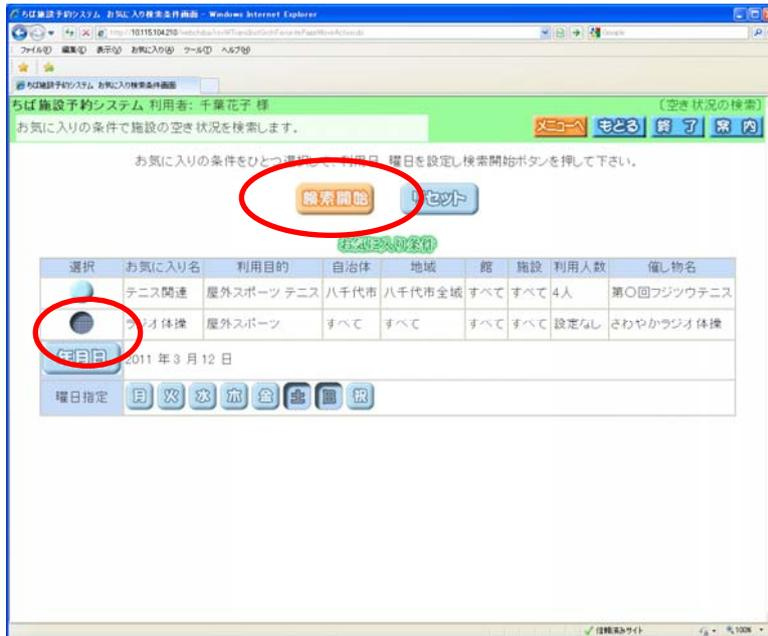 ちば施設予約システム お気に入り検索条件画面 - Windows Internet Explorer
Google
ファイル(F) 編集(E) 表示(V) お気に入り(A) ツール(T) ヘルプ(H)
ちば施設予約システム お気に入り検索条件画面
ちば施設予約システム 利用者: 千葉花子 様 〔空き状況の検索〕
お気に入りの条件で施設の空き状況を検索します。 メニューへ もどる 終了 案内
お気に入りの条件をひとつ選択して、利用日、曜日を設定し検索開始ボタンを押して下さい。
検索開始 リセット
お気に入り条件
選択 お気に入り名 利用目的 自治体 地域 館 施設 利用人数 催し物名
テニス関連 屋外スポーツ テニス 八千代市 八千代市全域 すべて すべて 4人 第〇回フジツウテニス
ラジオ体操 屋外スポーツ すべて すべて すべて すべて 設定なし さわやかラジオ体操
年月日 2011 年 3 月 12 日
曜日指定 月 火 水 木 金 土 日 祝
信頼済みサイト 100%